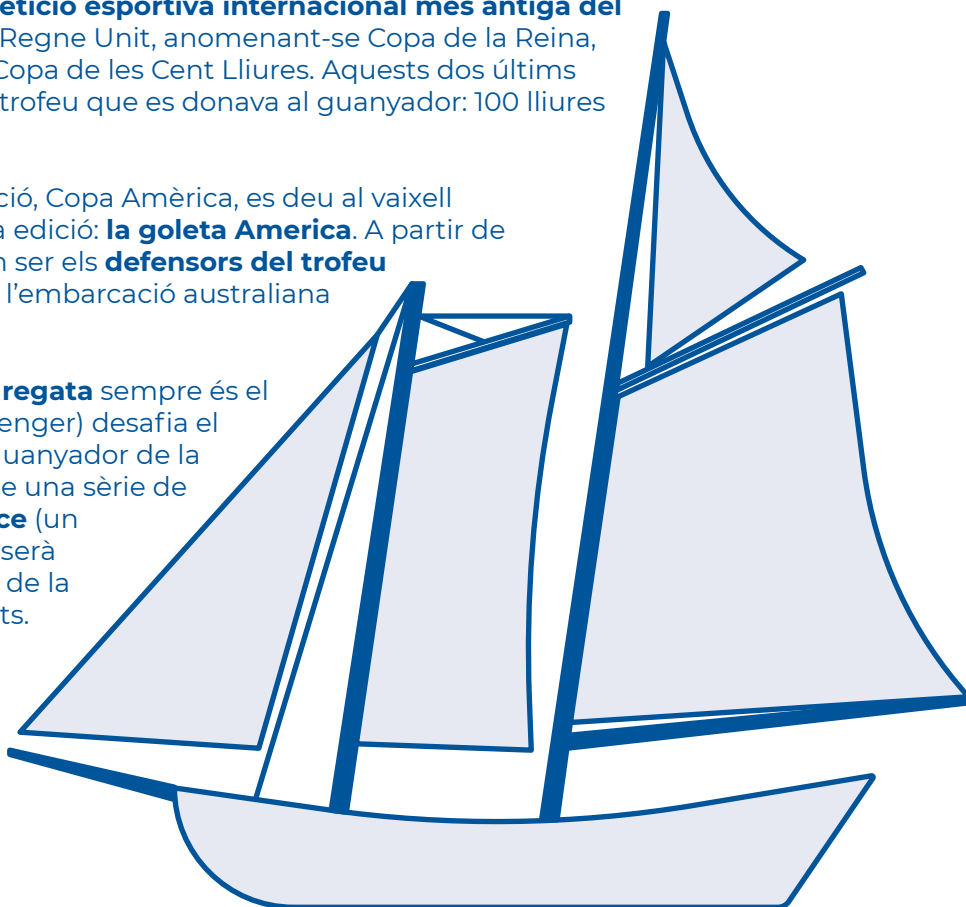 etició esportiva internacional més antiga del
Regne Unit, anomenant-se Copa de la Reina,
Copa de les Cent Lliures. Aquests dos últims
trofeu que es donava al guanyador: 100 lliures
ció, Copa Amèrica, es deu al vaixell
a edició: la goleta America. A partir de
n ser els defensors del trofeu
l’embarcació australiana
regata sempre és el
enger) desafia el
uanyador de la
e una sèrie de
ce (un
serà
de la
ts.